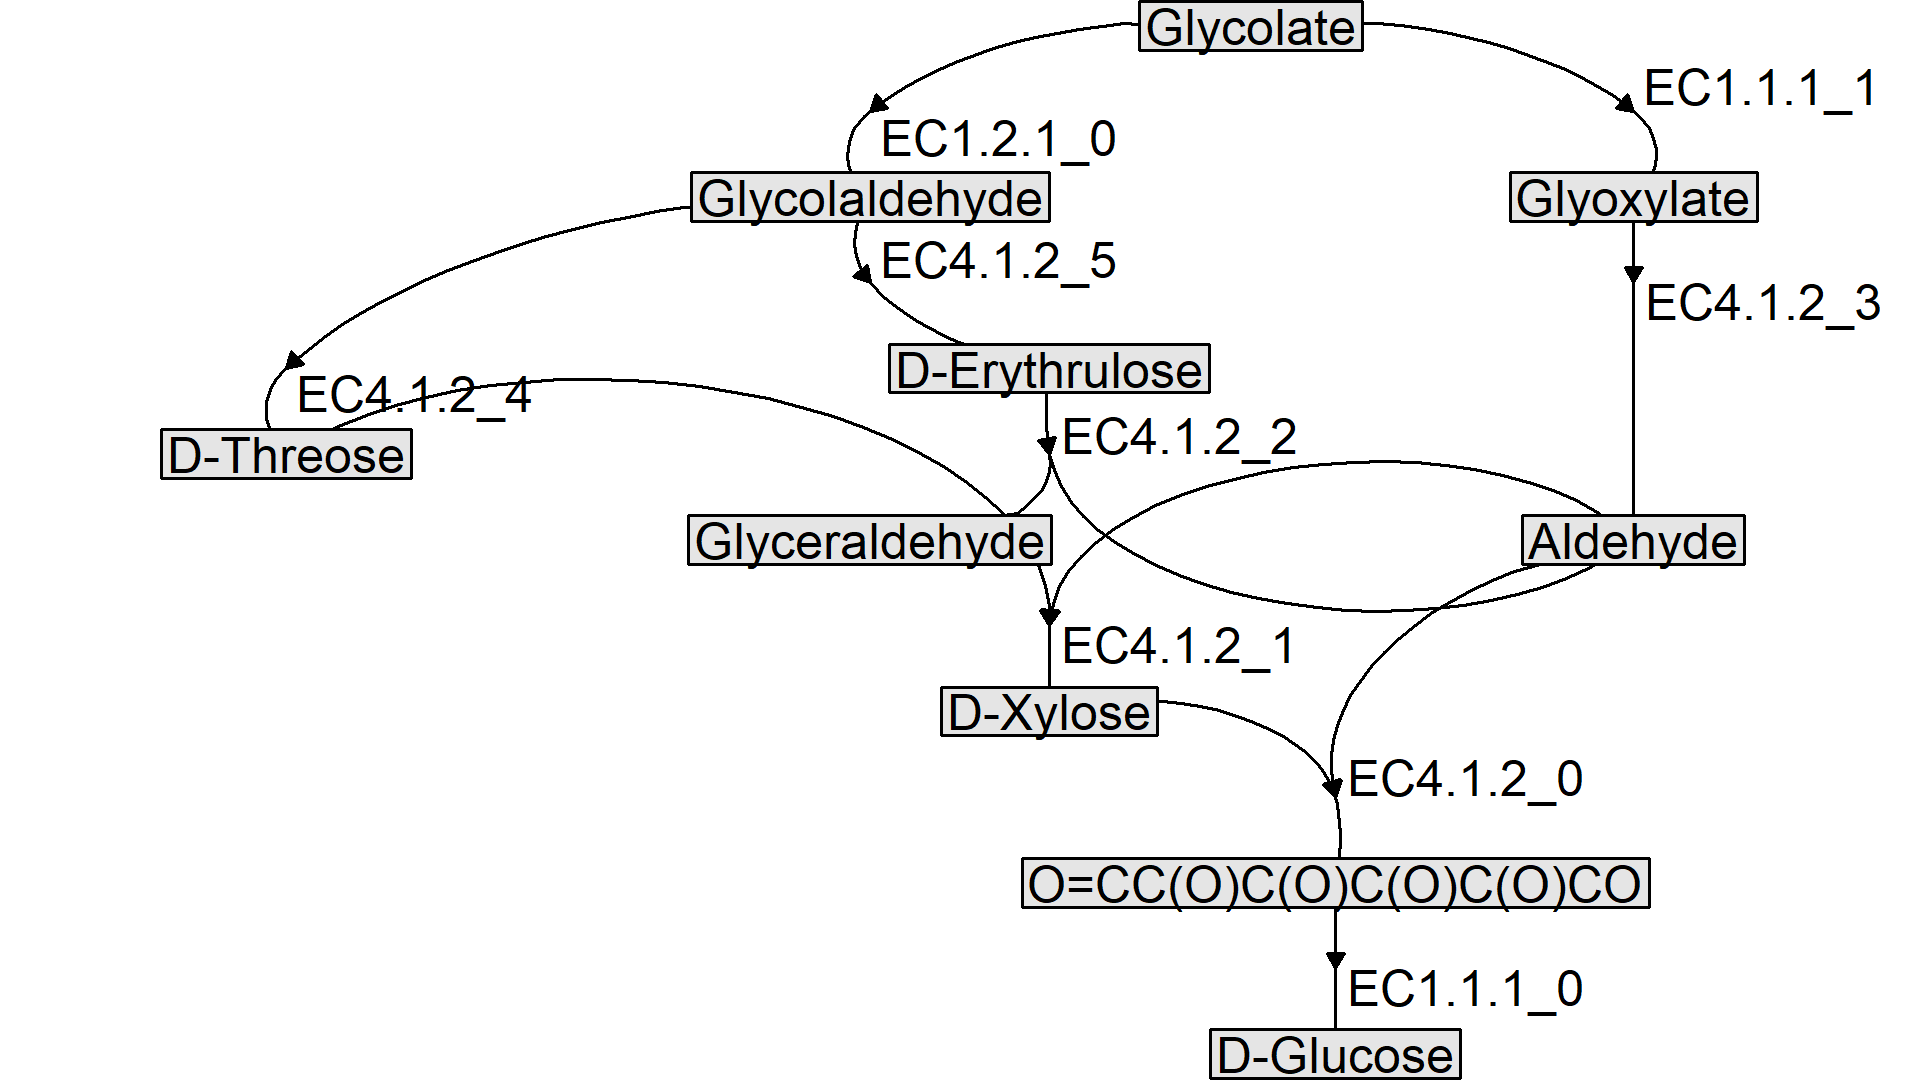 Glycolate
EC1.1.1_1
EC1.2.1_0
Glycolaldehyde
Glyoxylate
EC4.1.2_5
EC4.1.2_3
D-Erythrulose
EC4.1.2_4
EC4.1.2_2
D-Threose
Glyceraldehyde
Aldehyde
EC4.1.2_1
D-Xylose
EC4.1.2_0
O=CC(O)C(O)C(O)C(O)CO
EC1.1.1_0
D-Glucose